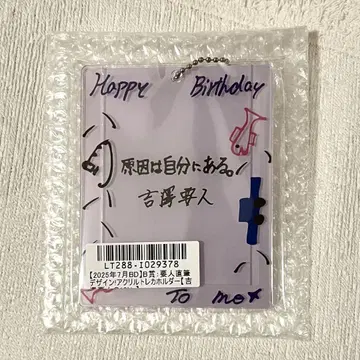 Happy Birthday
原因は自分にある。
吉澤要人
LT288-I029378
【2025年7月BD】B賞:要人直筆
デザイン/アクリルトレカホルダー【吉
To me